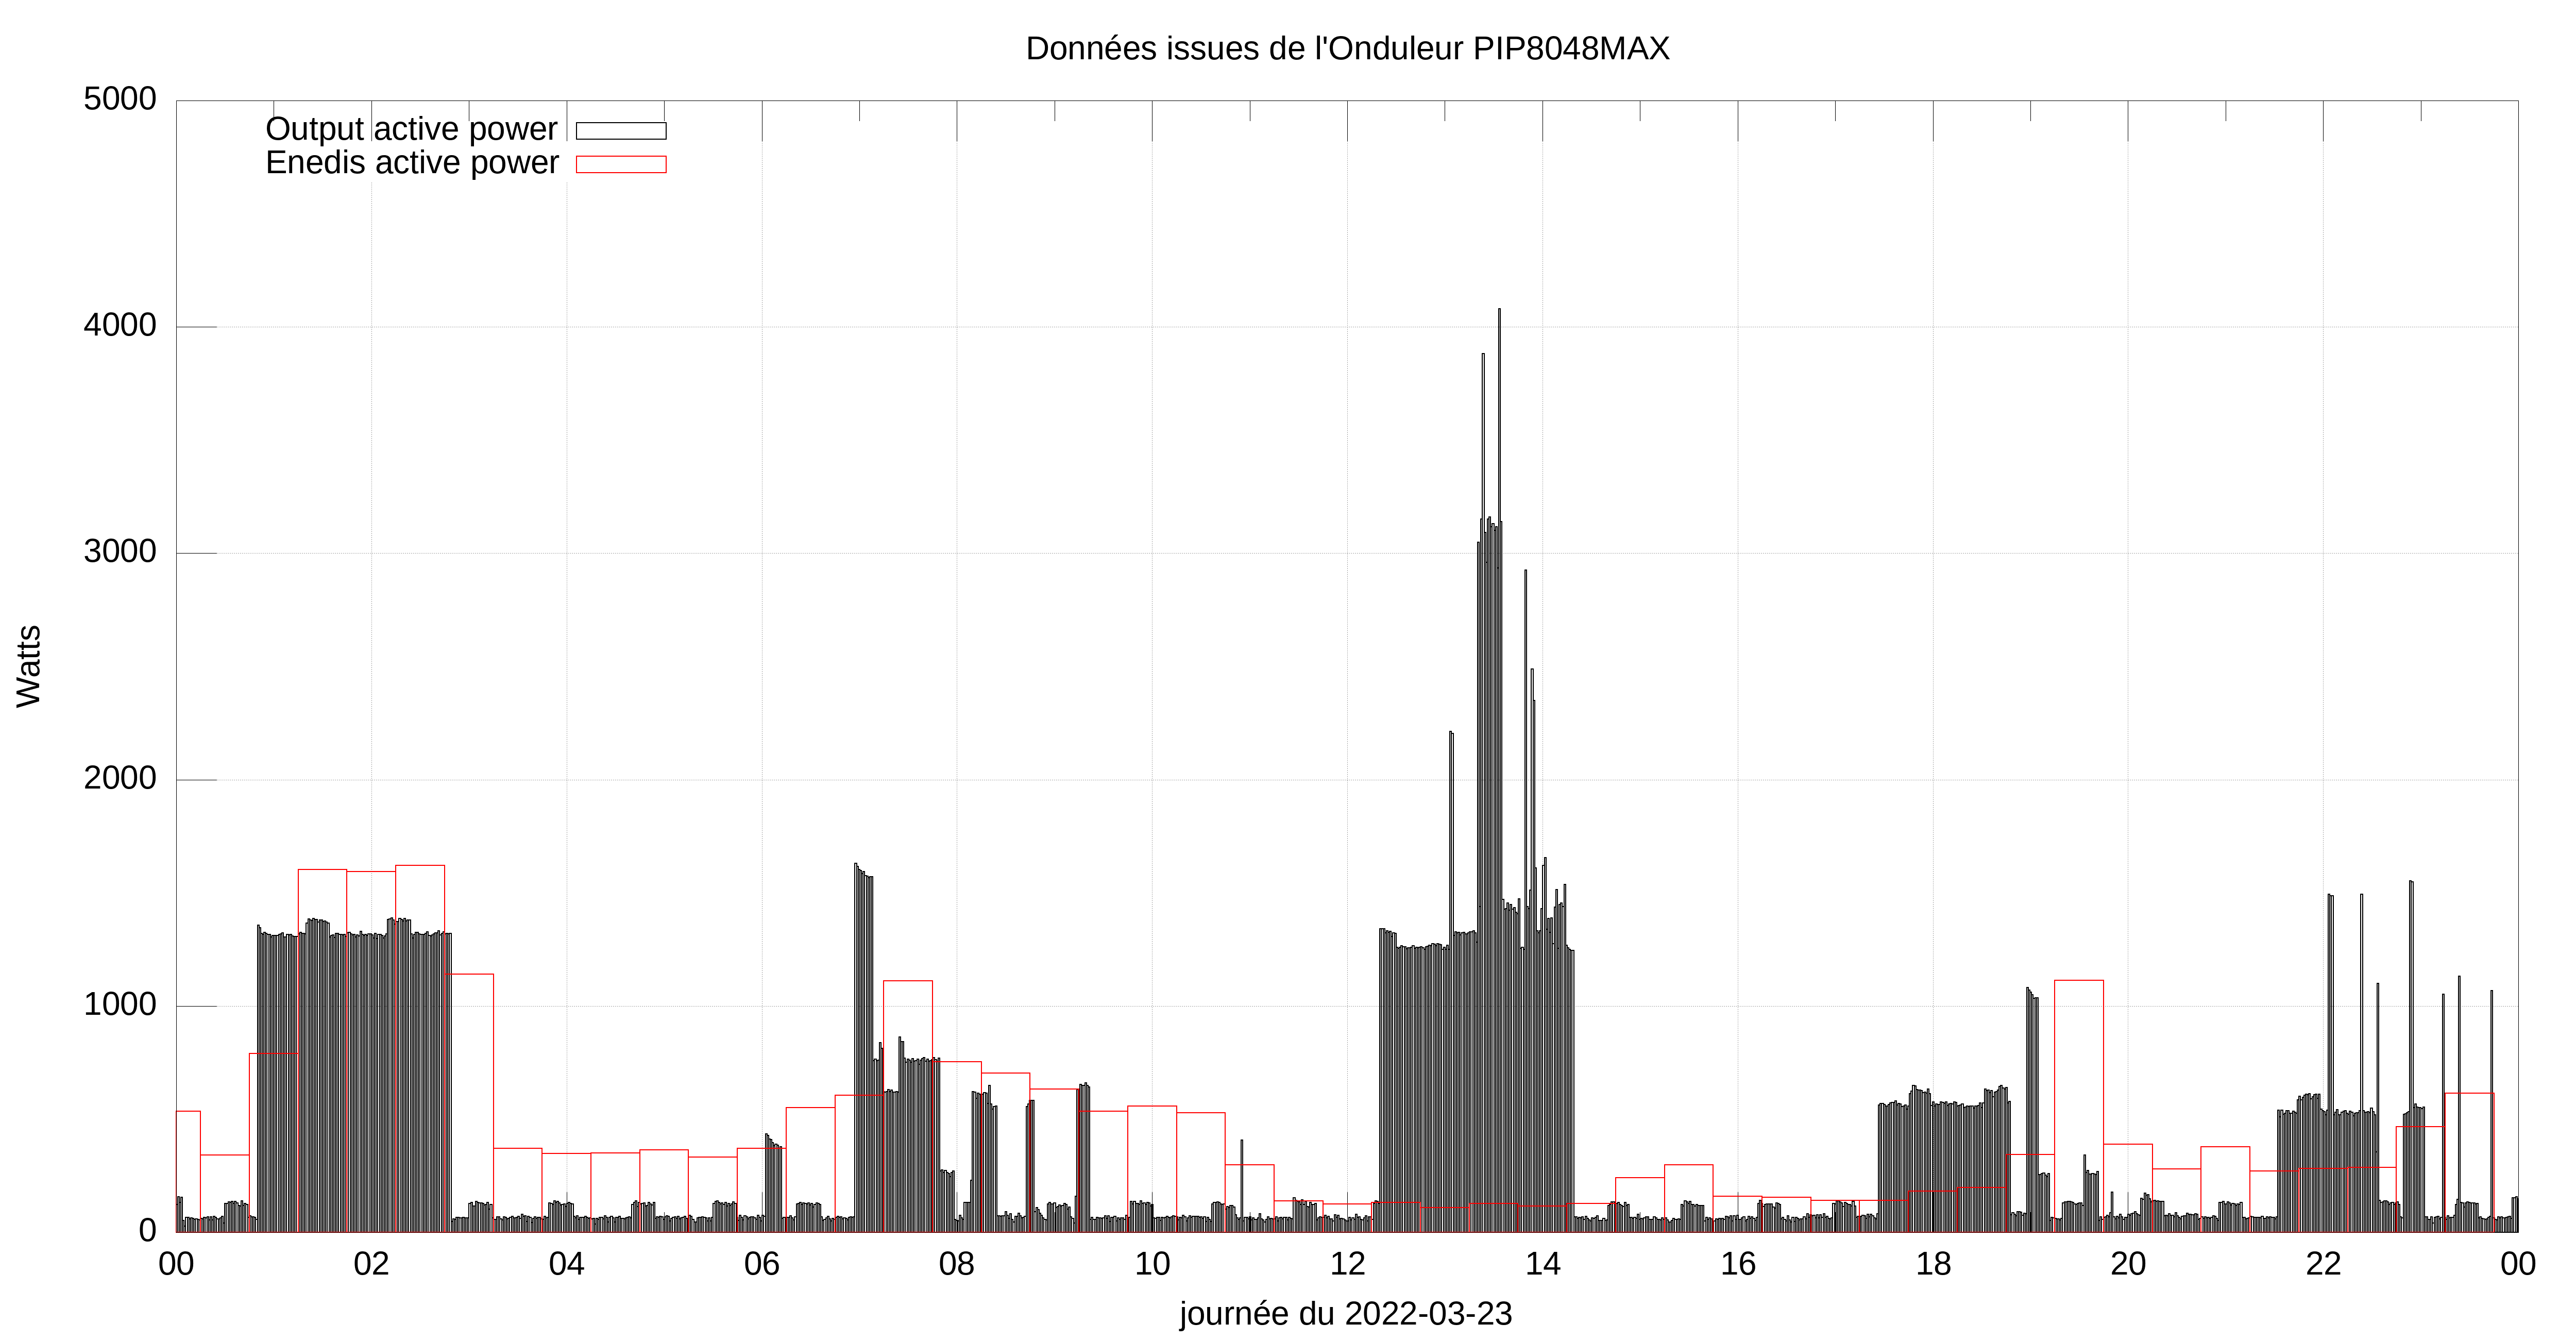 Données issues de l'Onduleur PIP8048MAX
5000
Output active power
Enedis active power
4000
3000
Watts
2000
1000
0
00 02 04 06 08 10 12 14 16 18 20 22 00
journée du 2022-03-23